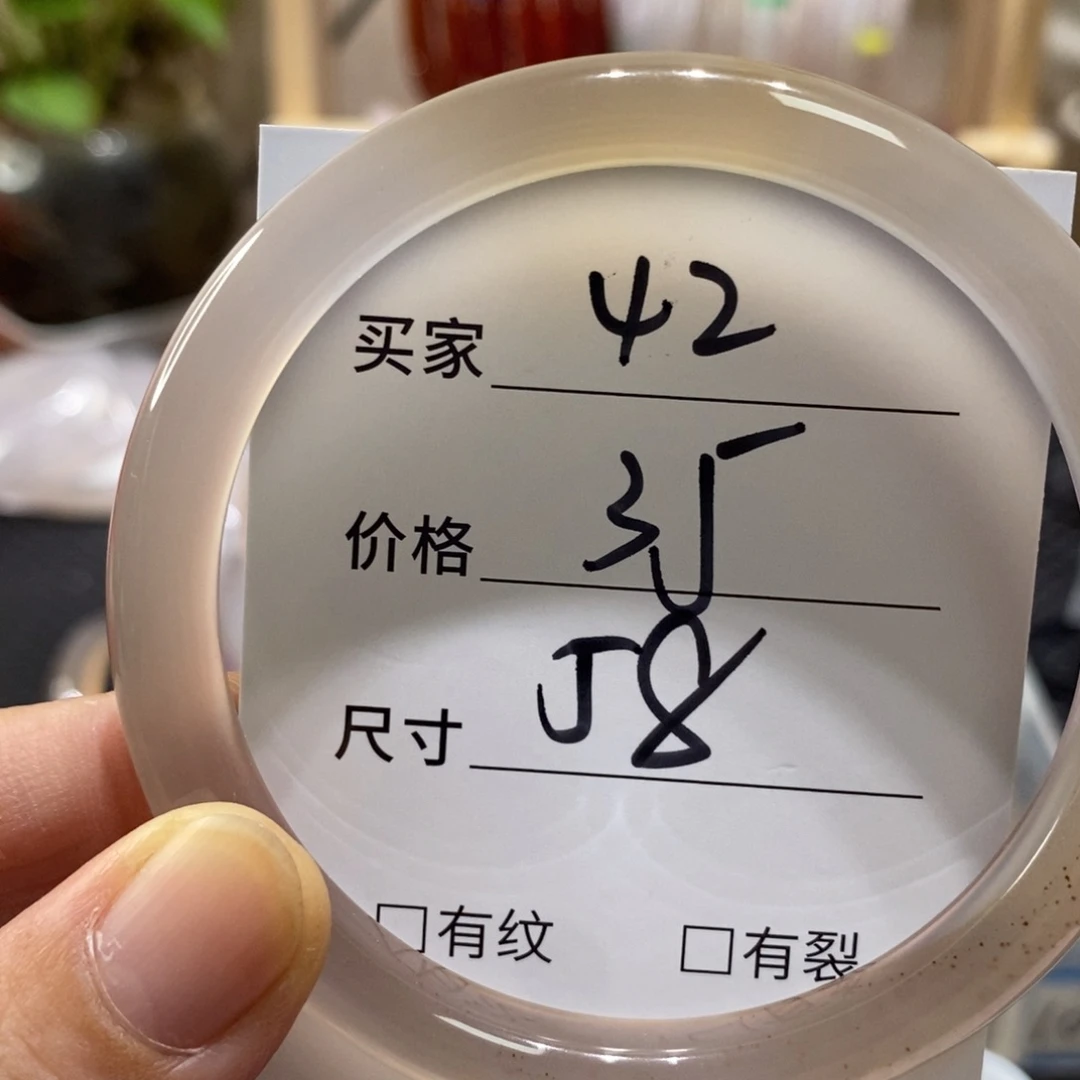 买家 42
价格 35
尺寸 58
□有纹 □有裂